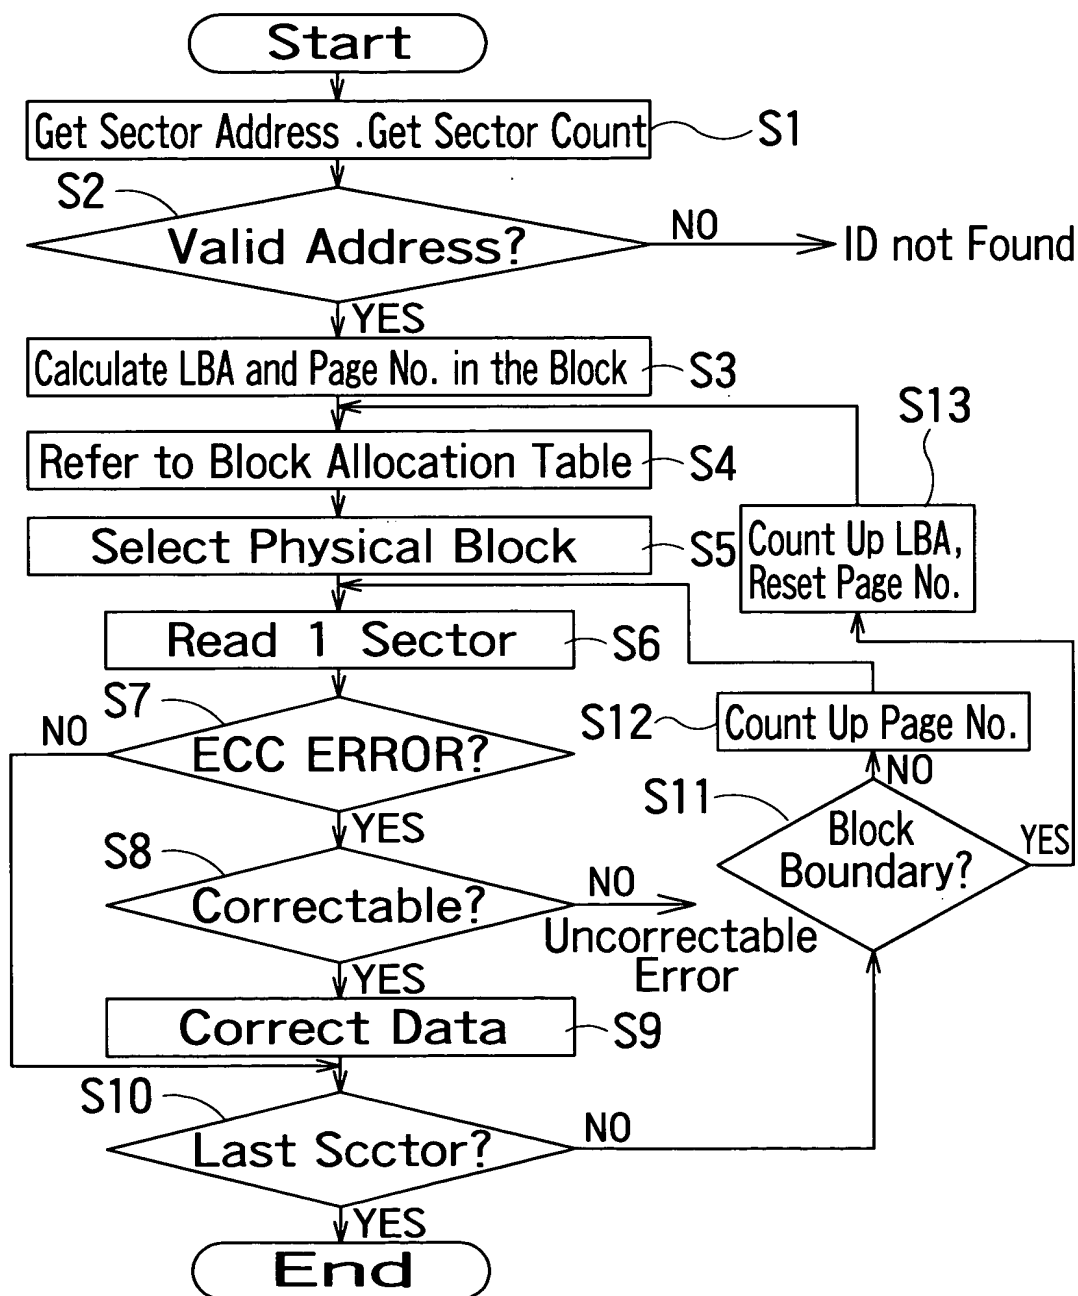 Start
Get Sector Address .Get Sector Count
S1
S2
Valid Address?
NO
ID not Found
YES
Calculate LBA and Page No. in the Block
S3
S13
Refer to Block Allocation Table
S4
Select Physical Block
S5
Count Up LBA,
Reset Page No.
Read 1 Sector
S6
S7
NO
ECC ERROR?
S12
Count Up Page No.
NO
YES
S11
Block
Boundary?
YES
S8
Correctable?
NO
Uncorrectable
Error
YES
Correct Data
S9
S10
Last Scctor?
NO
YES
End